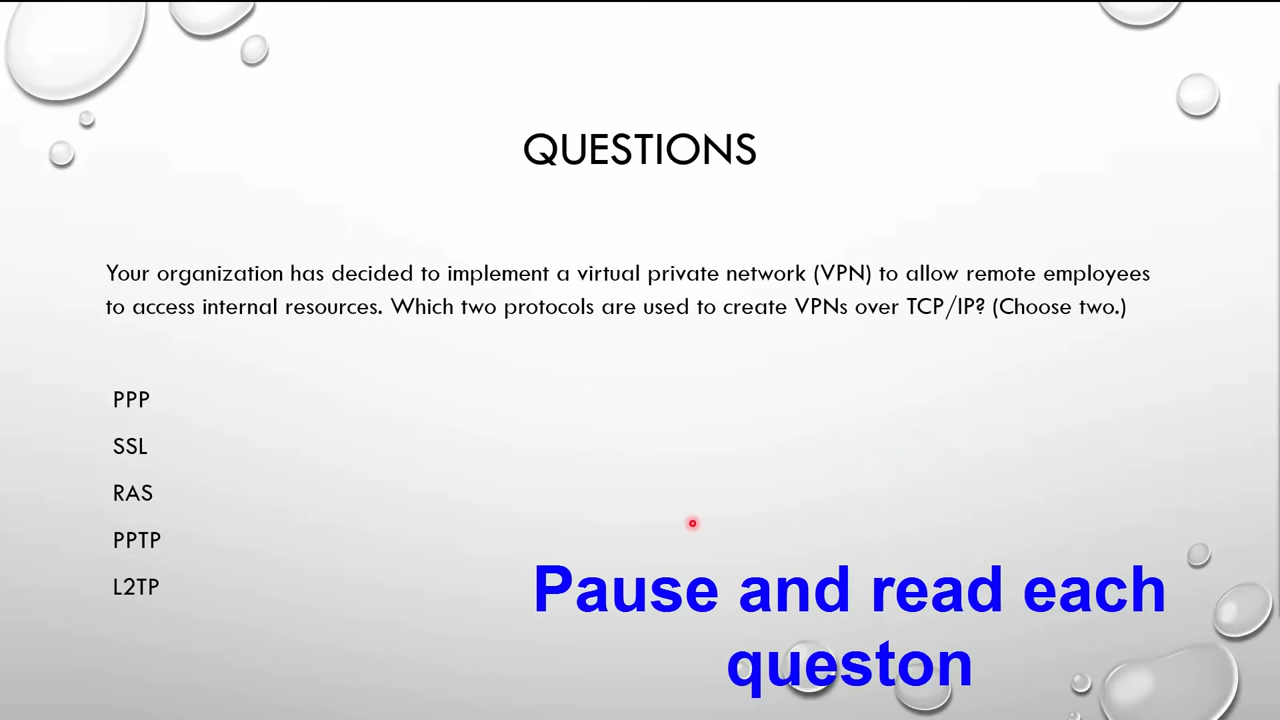 QUESTIONS
Your organization has decided to implement a virtual private network (VPN) to allow remote employees
to access internal resources. Which two protocols are used to create VPNs over TCP/IP? (Choose two.)
PPP
SSL
RAS
PPTP
L2TP
Pause and read each
queston